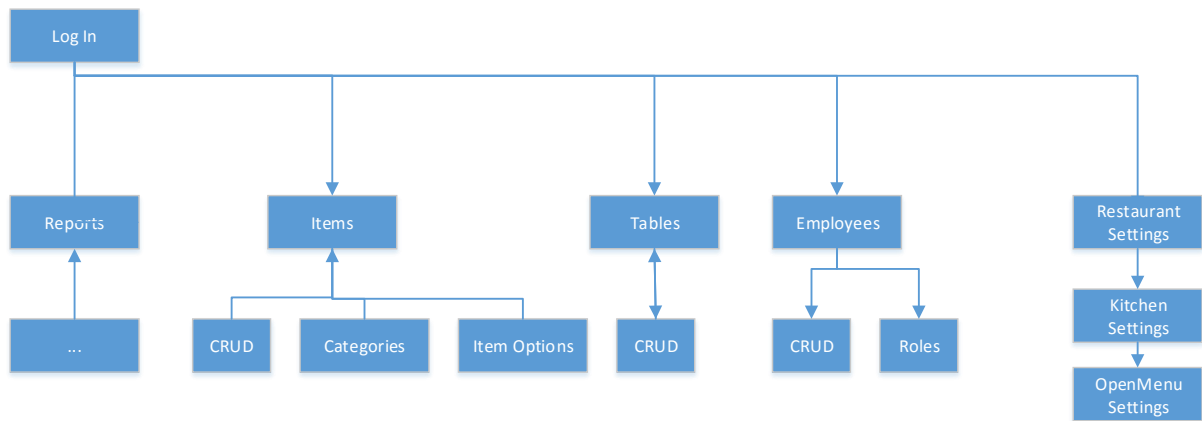 Log In
Reports
Items
Tables
Employees
Restaurant
Settings
Kitchen
Settings
...
CRUD
Categories
Item Options
CRUD
CRUD
Roles
OpenMenu
Settings